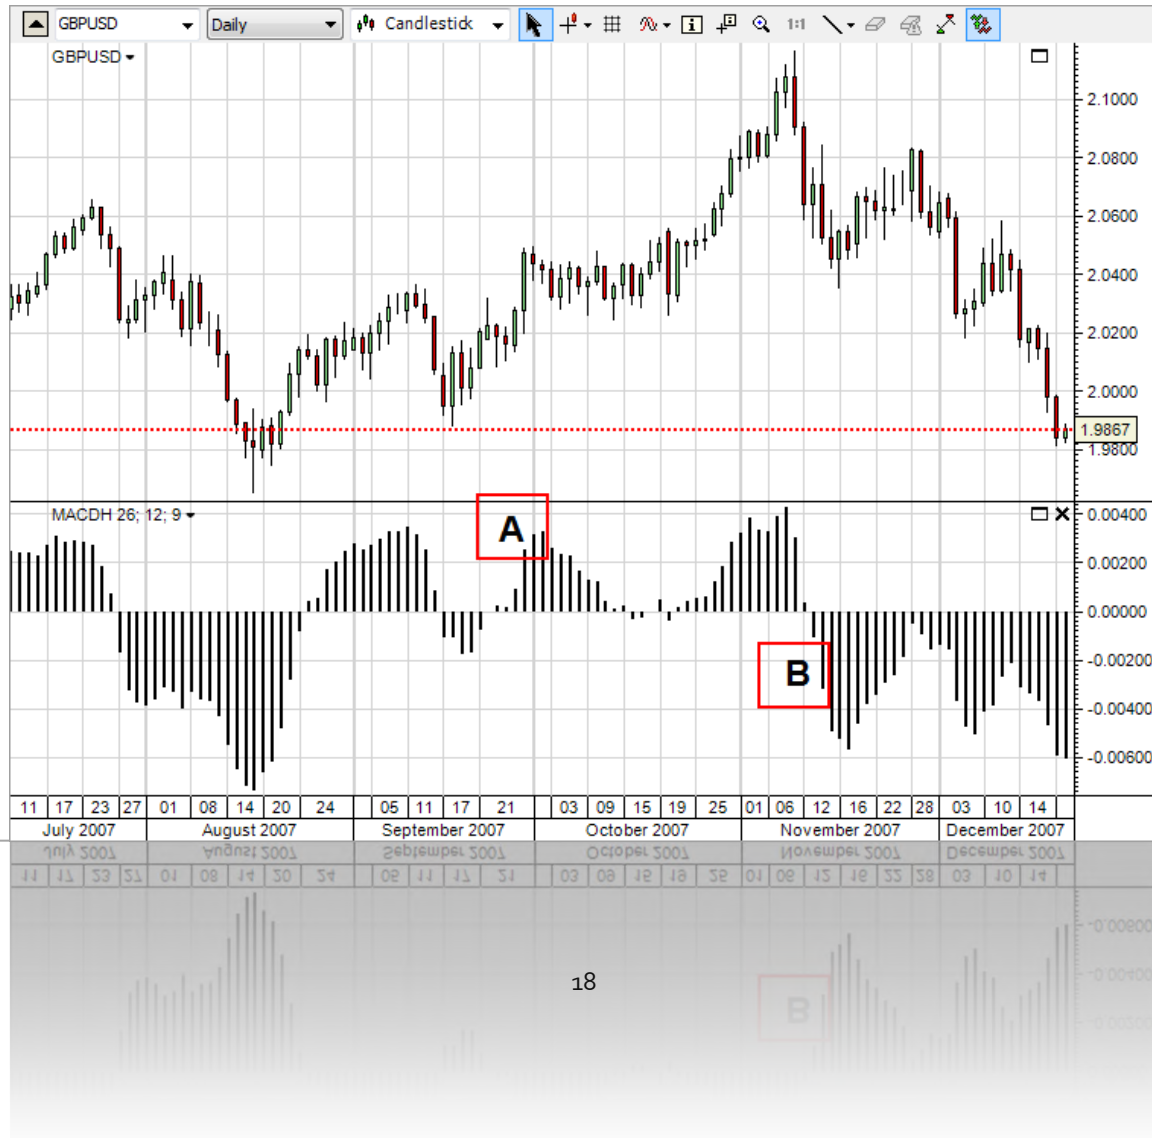 GBPUSD Daily Candlestick 1:1
GBPUSD
2.1000
2.0800
2.0600
2.0400
2.0200
2.0000
1.9867
1.9800
MACDH 26; 12; 9
A
B
0.00400
0.00200
0.00000
-0.00200
-0.00400
-0.00600
11 17 23 27 01 08 14 20 24 05 11 17 21 03 09 15 19 25 01 06 12 16 22 28 03 10 14
July 2007 August 2007 September 2007 October 2007 November 2007 December 2007
18